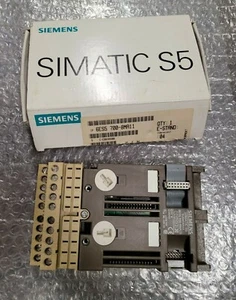 SIEMENS
SIMATIC S5
SIEMENS
6ES5 700-8MA11
QTY. 1
E-STAND
04